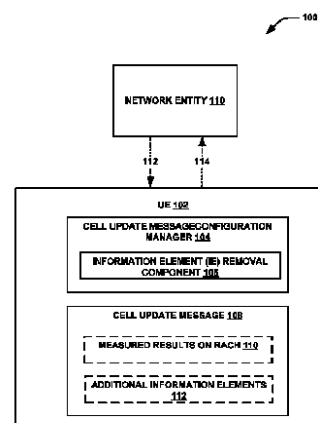 100
NETWORK ENTITY 110
112 114
UE 102
CELL UPDATE MESSAGECONFIGURATION
MANAGER 104
INFORMATION ELEMENT (IE) REMOVAL
COMPONENT 106
CELL UPDATE MESSAGE 108
MEASURED RESULTS ON RACH 110
ADDITIONAL INFORMATION ELEMENTS
112